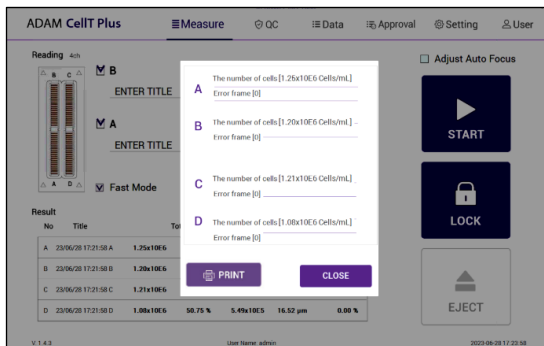 ADAM CellT Plus
Measure
QC
Data
Approval
Setting
User
Reading 4ch
Adjust Auto Focus
B C
B
ENTER TITLE
A
ENTER TITLE
A D
Fast Mode
A The number of cells [1.25x10E6 Cells/mL]
Error frame [0]
B The number of cells [1.20x10E6 Cells/mL]
Error frame [0]
C The number of cells [1.21x10E6 Cells/mL]
Error frame [0]
D The number of cells [1.08x10E6 Cells/mL]
Error frame [0]
PRINT
CLOSE
START
LOCK
EJECT
Result
No Title
A 23/06/28 17:21:58 A 1.25x10E6
B 23/06/28 17:21:58 B 1.20x10E6
C 23/06/28 17:21:58 C 1.21x10E6
D 23/06/28 17:21:58 D 1.08x10E6 50.75 % 5.49x10E5 16.52 µm 0.00 %
V.1.4.3
User Name: admin
2023-06-28 17:23:58